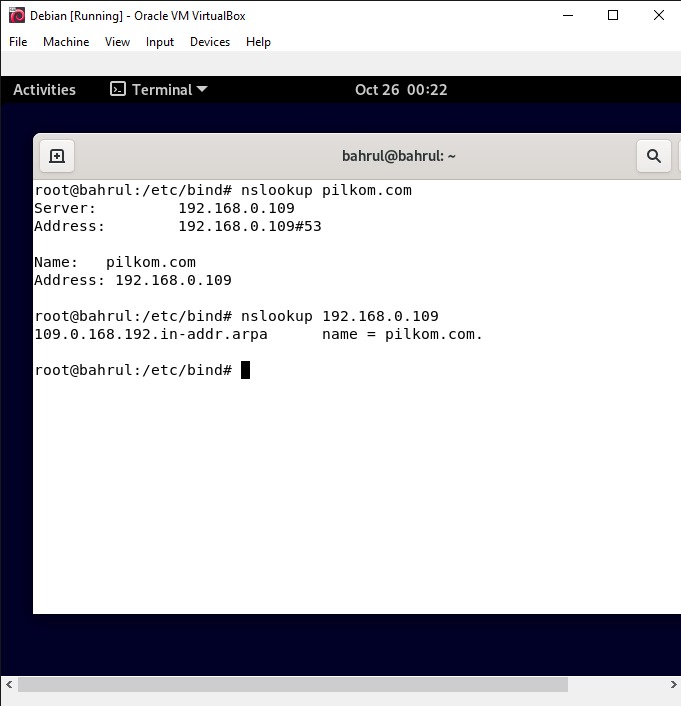 Debian [Running] - Oracle VM VirtualBox
File Machine View Input Devices Help
Activities Terminal Oct 26 00:22
bahrul@bahrul: ~
root@bahrul:/etc/bind# nslookup pilkom.com
Server: 192.168.0.109
Address: 192.168.0.109#53
Name: pilkom.com
Address: 192.168.0.109
root@bahrul:/etc/bind# nslookup 192.168.0.109
109.0.168.192.in-addr.arpa name = pilkom.com.
root@bahrul:/etc/bind#